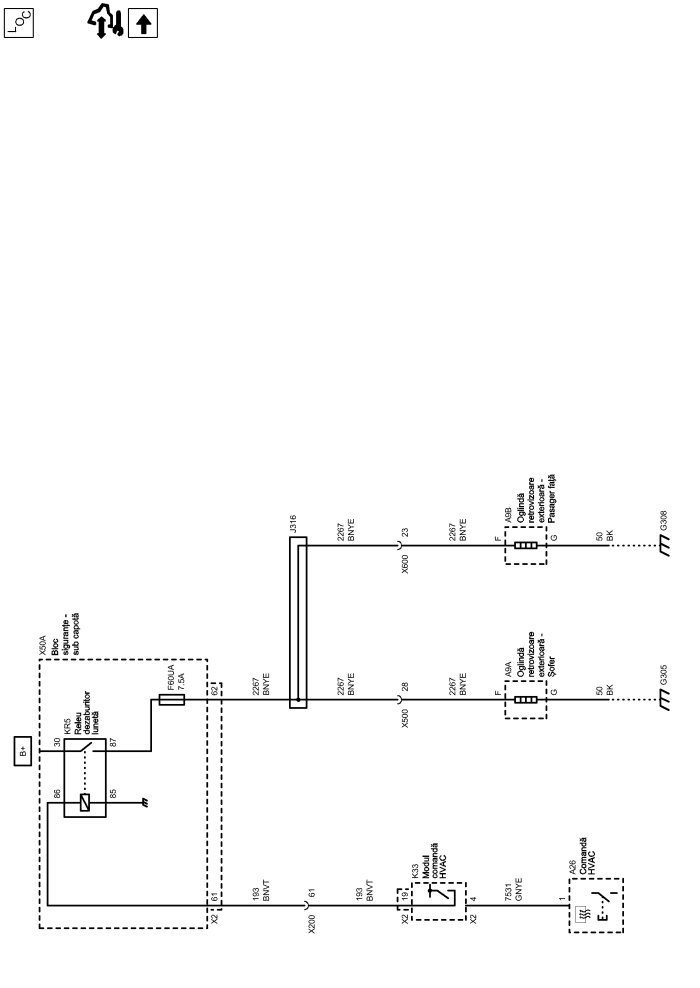 LOC
B+
X50A
Bloc
siguranțe -
sub capotă
KR5
Releu
dezaburitor
lunetă
86
30
85
87
F60UA
7.5A
X2
61
62
193
BNVT
2267
BNYE
J316
X200
61
193
BNVT
2267
BNYE
2267
BNYE
X500
28
X600
23
2267
BNYE
2267
BNYE
X2
19
K33
Modul
comandă
HVAC
X2
4
7531
GNYE
1
A26
Comandă
HVAC
E
F
A9A
Oglindă
retrovizoare
exterioară -
Șofer
G
F
A9B
Oglindă
retrovizoare
exterioară -
Pasager față
G
50
BK
50
BK
G305
G308